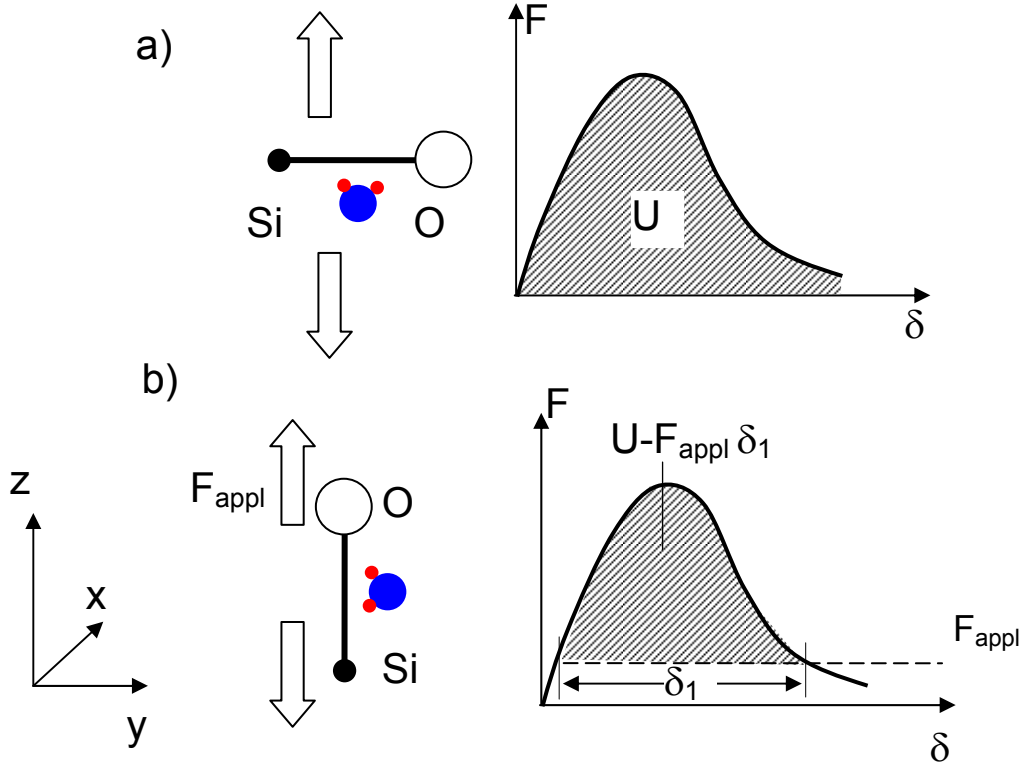 a)
F
Si
O
U
δ
b)
F
U-Fappl δ1
Fappl
O
z
x
Si
y
Fappl
δ1
δ